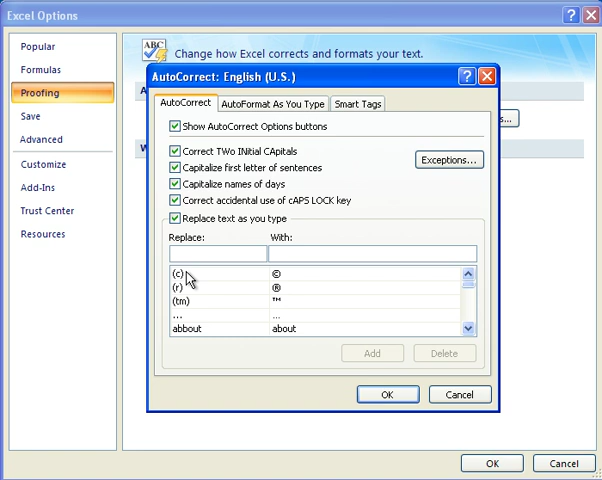 Excel Options
Popular
Formulas
Proofing
Save
Advanced
Customize
Add-Ins
Trust Center
Resources
ABC
Change how Excel corrects and formats your text.
AutoCorrect: English (U.S.)
AutoCorrect
AutoFormat As You Type
Smart Tags
Show AutoCorrect Options buttons
Correct TWo INitial CApitals
Capitalize first letter of sentences
Capitalize names of days
Correct accidental use of cAPS LOCK key
Exceptions...
Replace text as you type
Replace:
With:
(c) ©
(r) ®
(tm) ™
... …
abbout about
Add
Delete
OK
Cancel
OK
Cancel